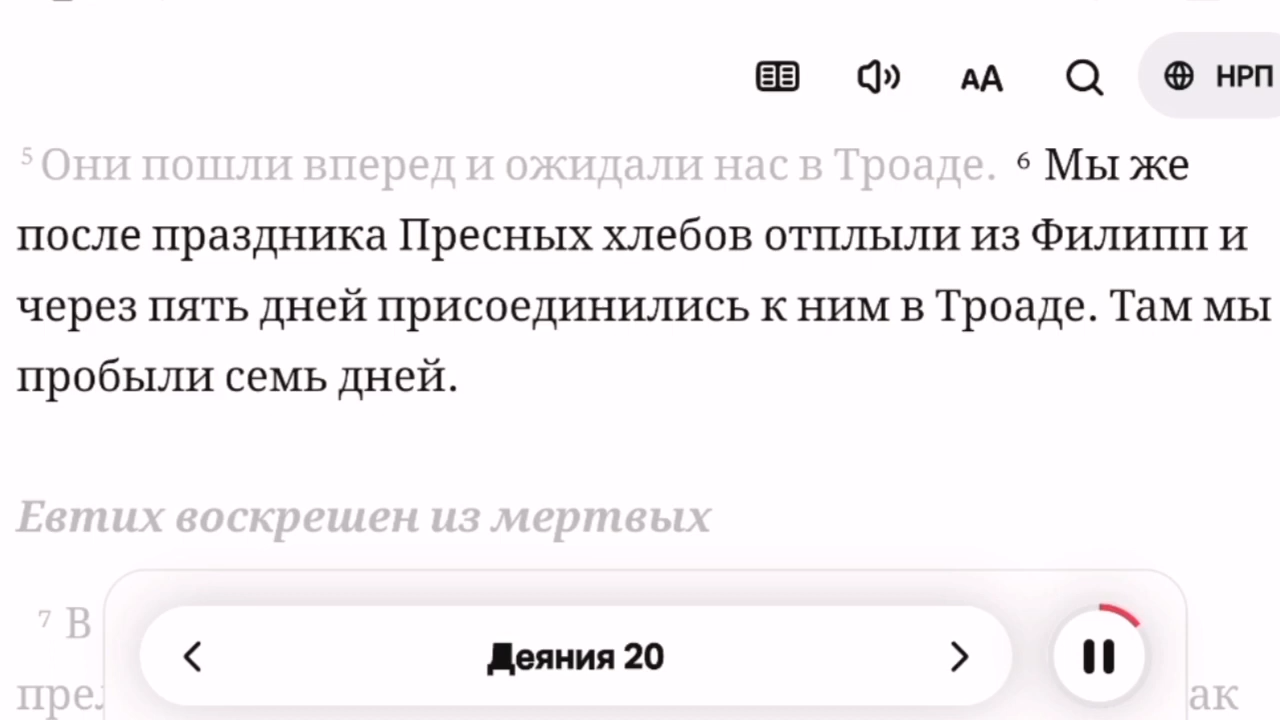 AA НРП
5 Они пошли вперед и ожидали нас в Троаде. 6 Мы же
после праздника Пресных хлебов отплыли из Филипп и
через пять дней присоединились к ним в Троаде. Там мы
пробыли семь дней.
Евтих воскрешен из мертвых
7 В
Деяния 20